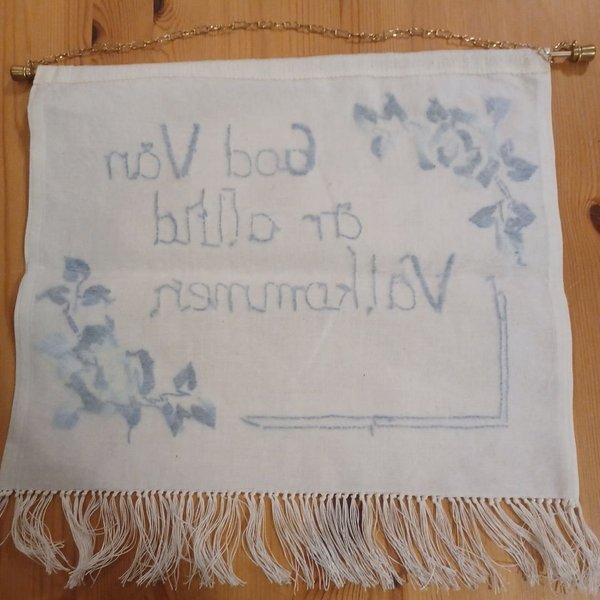 God Vän
är alltid
Välkommen